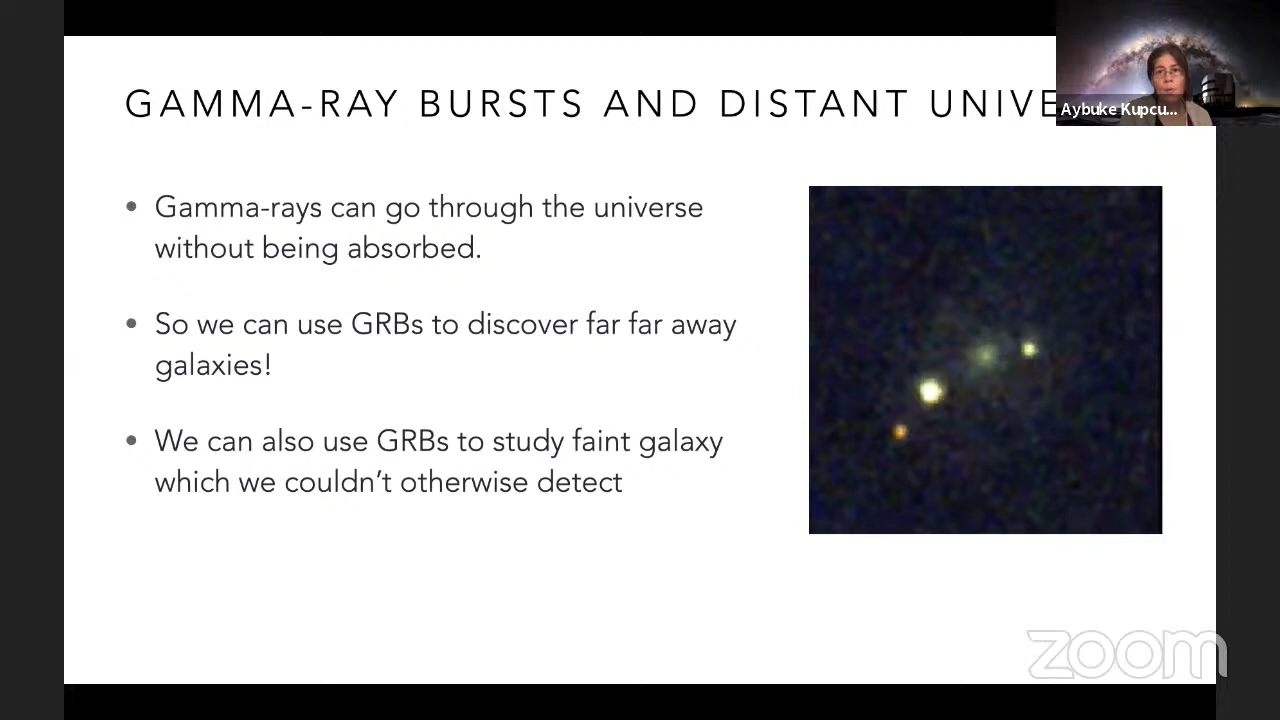 GAMMA-RAY BURSTS AND DISTANT UNIVE
Aybuke Kupcu...
• Gamma-rays can go through the universe
without being absorbed.
• So we can use GRBs to discover far far away
galaxies!
• We can also use GRBs to study faint galaxy
which we couldn't otherwise detect
zoom